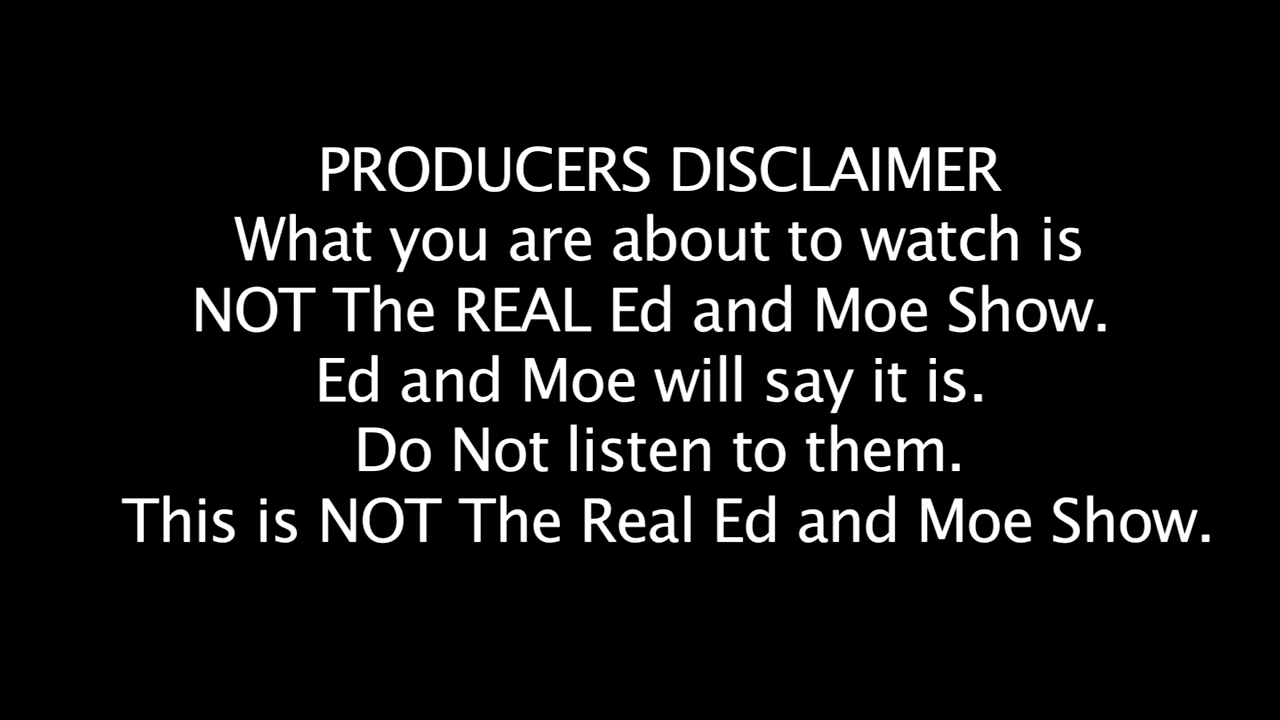 PRODUCERS DISCLAIMER
What you are about to watch is
NOT The REAL Ed and Moe Show.
Ed and Moe will say it is.
Do Not listen to them.
This is NOT The Real Ed and Moe Show.